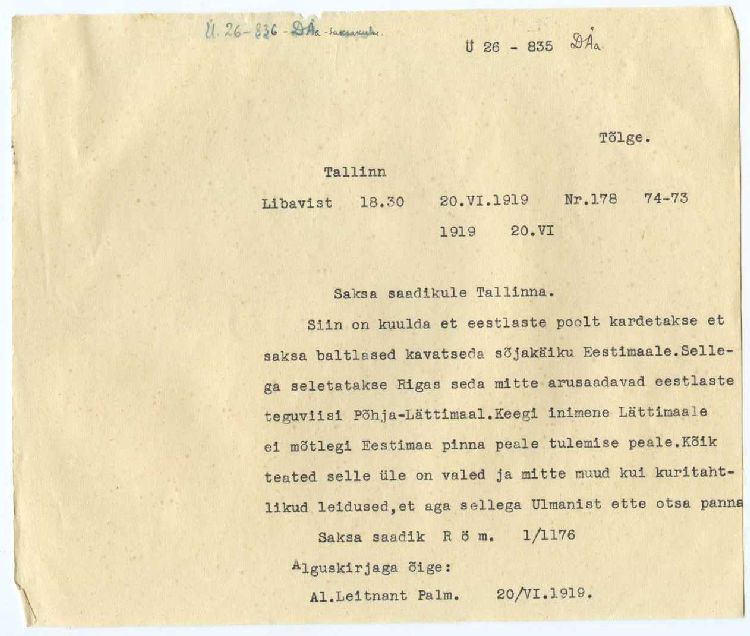 Ü. 26-836 - DÄa - saksakeelne
Ü 26 - 835 DÄa
Tõlge.
Tallinn
Libavist 18.30 20.VI.1919 Nr.178 74-73
1919 20.VI
Saksa saadikule Tallinna.
Siin on kuulda et eestlaste poolt kardetakse et
saksa baltlased kavatseda sõjakäiku Eestimaale.Selle-
ga seletatakse Rigas seda mitte arusaadavad eestlaste
teguviisi Põhja-Lättimaal.Keegi inimene Lättimaale
ei mõtlegi Eestimaa pinna peale tulemise peale.Kõik
teated selle üle on valed ja mitte muud kui kuritaht-
likud leidused,et aga sellega Ulmanist ette otsa panna
Saksa saadik R ö m. 1/1176
Alguskirjaga õige:
Al.Leitnant Palm. 20/VI.1919.